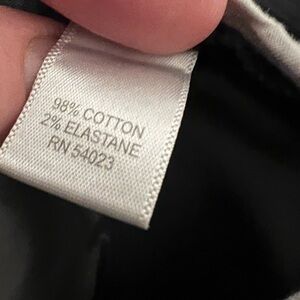 98% COTTON
2% ELASTANE
RN 54023